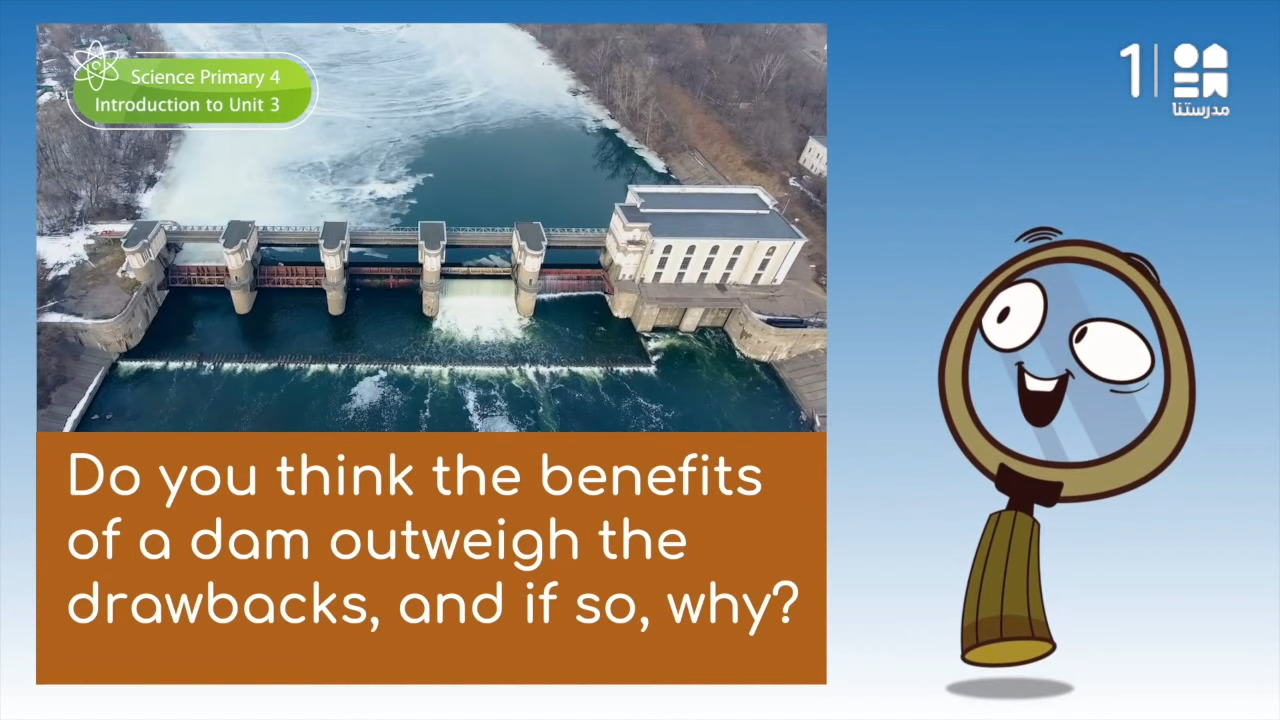 Science Primary 4
Introduction to Unit 3
1
مدرستنا
Do you think the benefits
of a dam outweigh the
drawbacks, and if so, why?